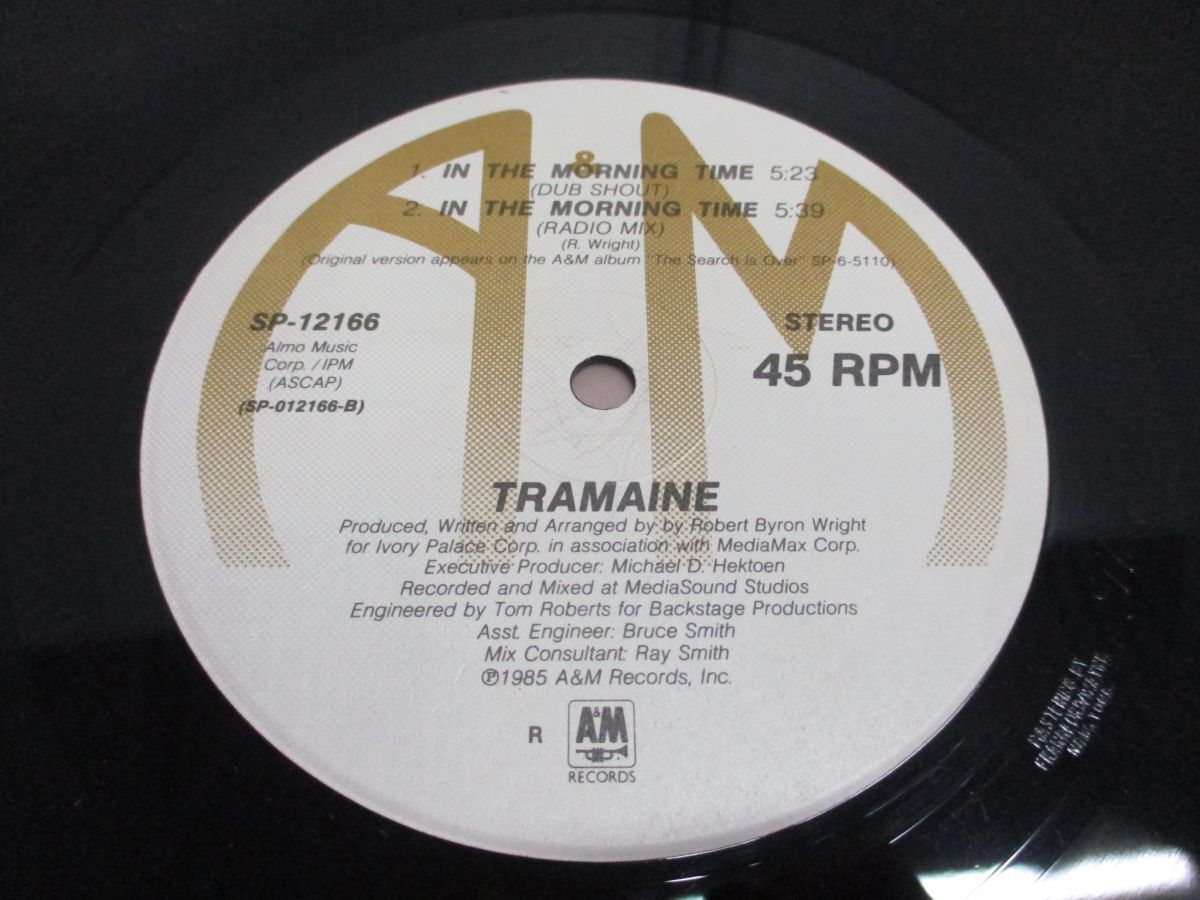 &
1. IN THE MORNING TIME 5:23
(DUB SHOUT)
2. IN THE MORNING TIME 5:39
(RADIO MIX)
(R. Wright)
(Original version appears on the A&M album "The Search Is Over" SP-6-5110)
SP-12166
Almo Music
Corp. / IPM
(ASCAP)
(SP-012166-B)
STEREO
45 RPM
TRAMAINE
Produced, Written and Arranged by by Robert Byron Wright
for Ivory Palace Corp. in association with MediaMax Corp.
Executive Producer: Michael D. Hektoen
Recorded and Mixed at MediaSound Studios
Engineered by Tom Roberts for Backstage Productions
Asst. Engineer: Bruce Smith
Mix Consultant: Ray Smith
℗1985 A&M Records, Inc.
R
A&M
RECORDS
NEW YORK